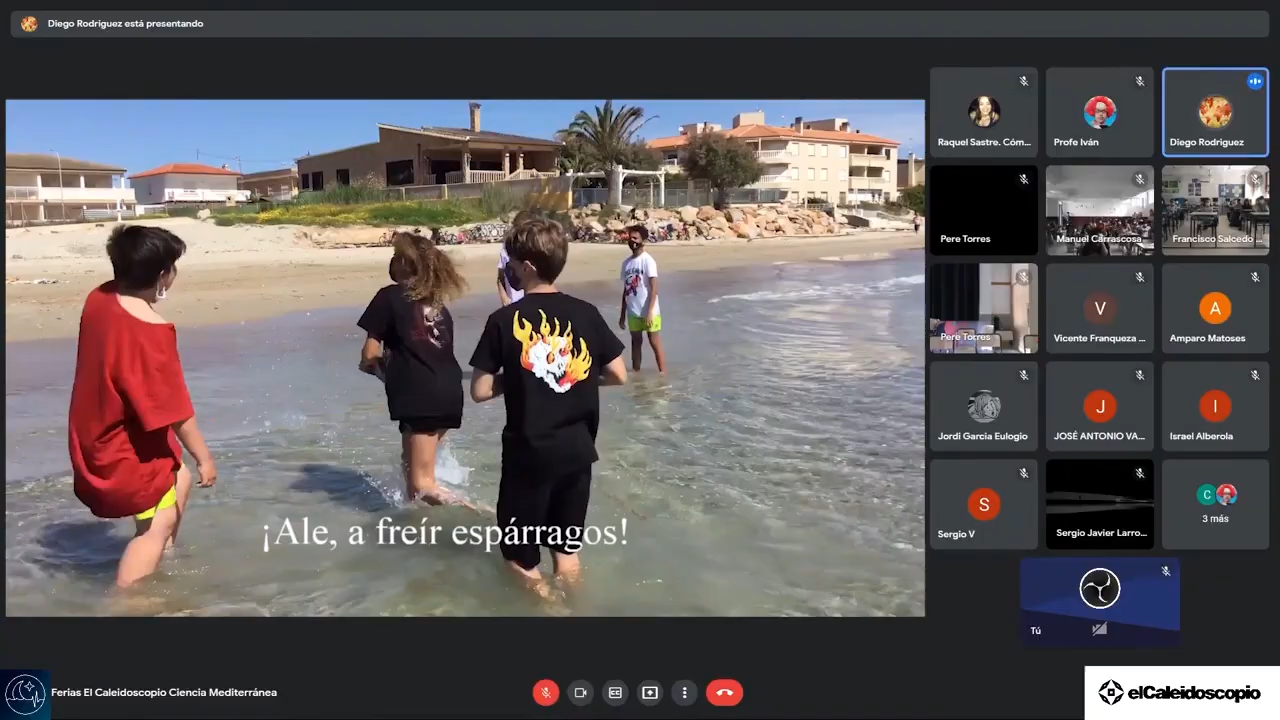 Diego Rodriguez está presentando
Raquel Sastre. Cóm...
Profe Iván
Diego Rodriguez
Pere Torres
Manuel Carrascosa
Francisco Salcedo ...
Pere Torres
V
Vicente Franqueza ...
A
Amparo Matoses
Jordi Garcia Eulogio
J
JOSÉ ANTONIO VA...
I
Israel Alberola
S
Sergio V
Sergio Javier Larro...
C
3 más
Tú
¡Ale, a freír espárragos!
Ferias El Caleidoscopio Ciencia Mediterránea
elCaleidoscopio